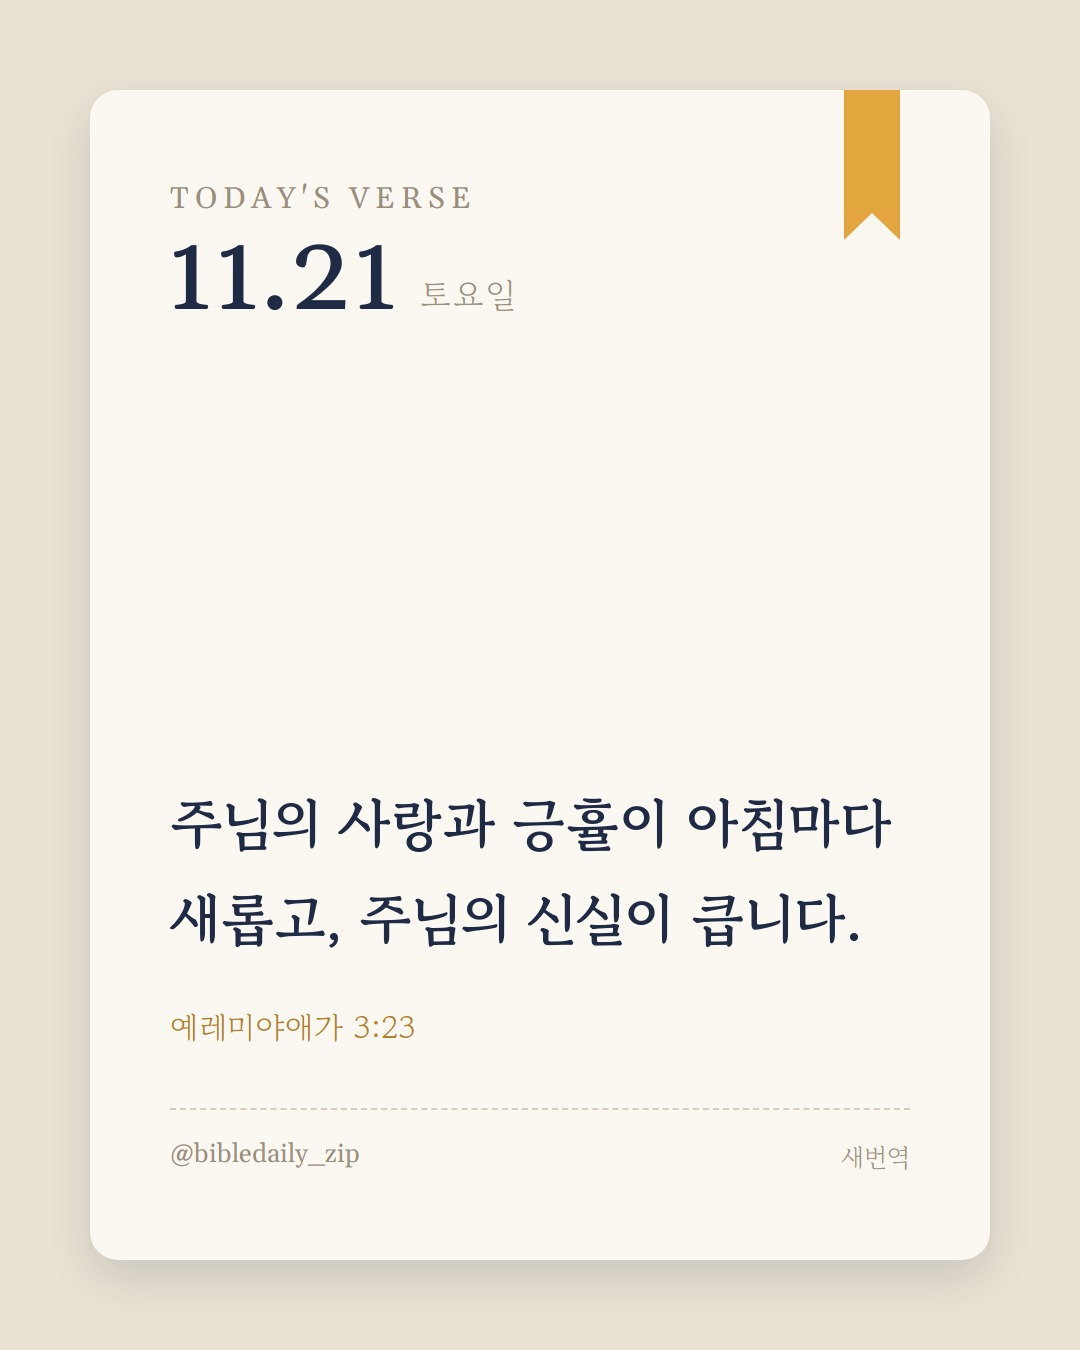 TODAY'S VERSE
11.21 토요일
주님의 사랑과 긍휼이 아침마다
새롭고, 주님의 신실이 큽니다.
예레미야애가 3:23
@bibledaily_zip
새번역